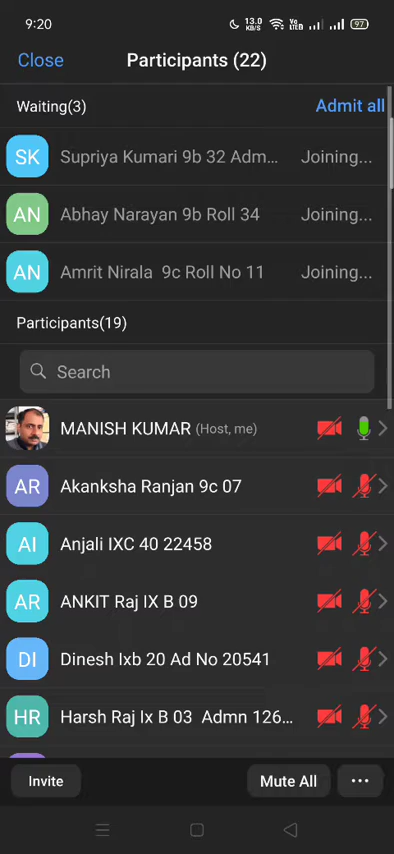 9:20
13.0 KB/S
Vo LTE
97
Close
Participants (22)
Waiting(3)
Admit all
SK
Supriya Kumari 9b 32 Adm...
Joining...
AN
Abhay Narayan 9b Roll 34
Joining...
AN
Amrit Nirala 9c Roll No 11
Joining...
Participants(19)
Search
MANISH KUMAR (Host, me)
AR
Akanksha Ranjan 9c 07
AI
Anjali IXC 40 22458
AR
ANKIT Raj IX B 09
DI
Dinesh Ixb 20 Ad No 20541
HR
Harsh Raj Ix B 03 Admn 126...
Invite
Mute All
...